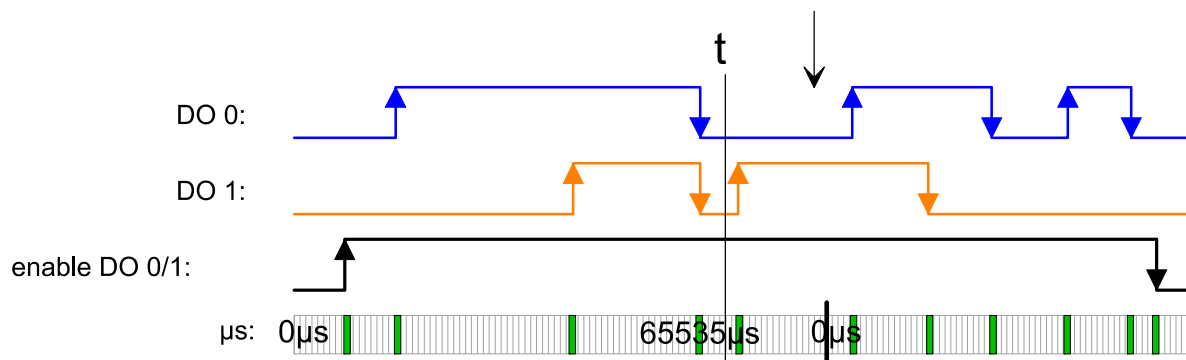 t
DO 0:
DO 1:
enable DO 0/1:
µs: 0µs 65535µs 0µs